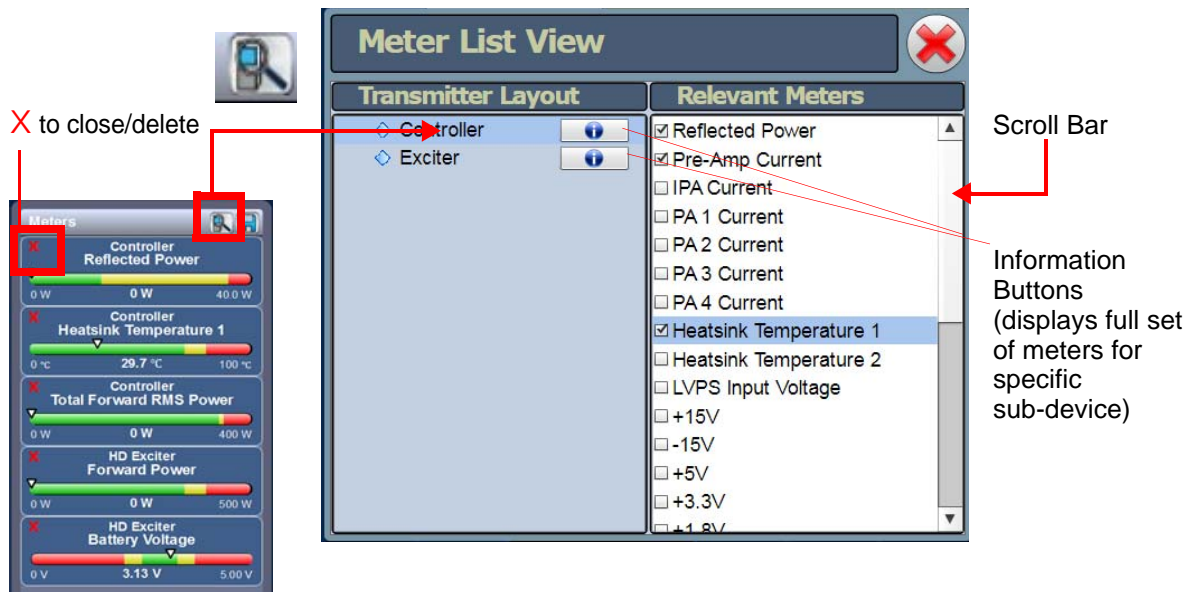 X to close/delete
Meter List View
Transmitter Layout
Controller
Exciter
Relevant Meters
Reflected Power
Pre-Amp Current
IPA Current
PA 1 Current
PA 2 Current
PA 3 Current
PA 4 Current
Heatsink Temperature 1
Heatsink Temperature 2
LVPS Input Voltage
+15V
-15V
+5V
+3.3V
+1.8V
Scroll Bar
Information
Buttons
(displays full set
of meters for
specific
sub-device)
Meters
Controller
Reflected Power
0 W 0 W 40.0 W
Controller
Heatsink Temperature 1
0 °C 29.7 °C 100 °C
Controller
Total Forward RMS Power
0 W 0 W 400 W
HD Exciter
Forward Power
0 W 0 W 500 W
HD Exciter
Battery Voltage
0 V 3.13 V 5.00 V